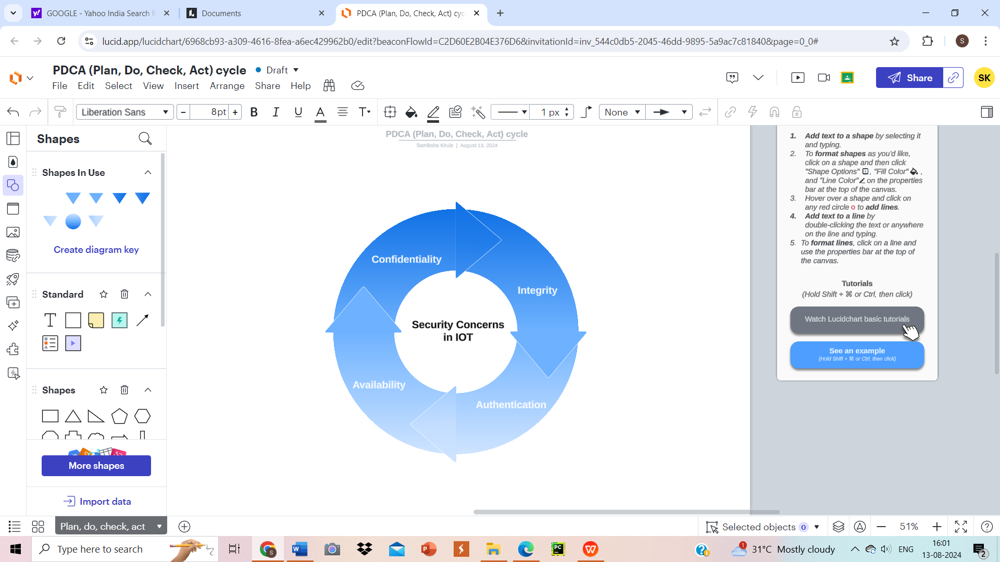 GOOGLE - Yahoo India Search R
Documents
PDCA (Plan, Do, Check, Act) cyc
lucid.app/lucidchart/6968cb93-a309-4616-8fea-a6ec429962b0/edit?beaconFlowId=C2D60E2B04E376D6&invitationId=inv_544c0db5-2045-46dd-9895-5a9ac7c81840&page=0_0#
S
PDCA (Plan, Do, Check, Act) cycle
Draft
File Edit Select View Insert Arrange Share Help
Share
SK
Liberation Sans
- 8pt +
B I U A T
1 px
None
Shapes
Shapes In Use
Create diagram key
Standard
T
Shapes
More shapes
Import data
PDCA (Plan, Do, Check, Act) cycle
Samiksha Khule | August 13, 2024
Confidentiality
Integrity
Security Concerns
in IOT
Availability
Authentication
1. Add text to a shape by selecting it
and typing.
2. To format shapes as you'd like,
click on a shape and then click
"Shape Options" , "Fill Color" ,
and "Line Color" on the properties
bar at the top of the canvas.
3. Hover over a shape and click on
any red circle to add lines.
4. Add text to a line by
double-clicking the text or anywhere
on the line and typing.
5. To format lines, click on a line and
use the properties bar at the top of
the canvas.
Tutorials
(Hold Shift + ⌘ or Ctrl, then click)
Watch Lucidchart basic tutorials
See an example
(Hold Shift + ⌘ or Ctrl, then click)
Plan, do, check, act
Selected objects 0
51%
Type here to search
31°C Mostly cloudy
ENG
16:01
13-08-2024
2